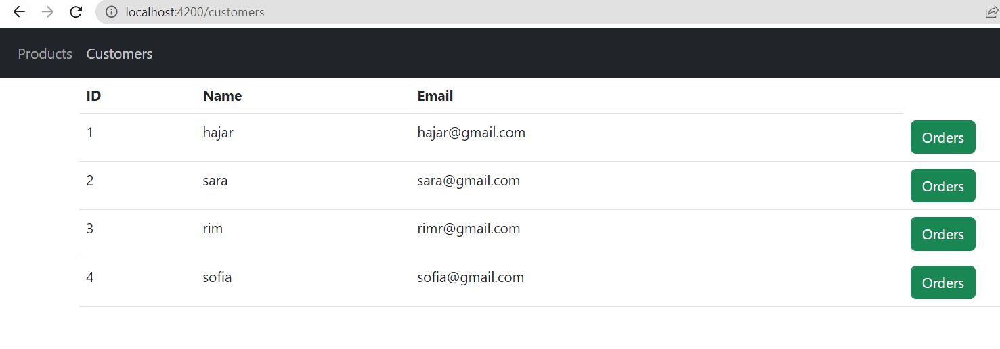 localhost:4200/customers
Products Customers
ID Name Email
1 hajar hajar@gmail.com Orders
2 sara sara@gmail.com Orders
3 rim rimr@gmail.com Orders
4 sofia sofia@gmail.com Orders